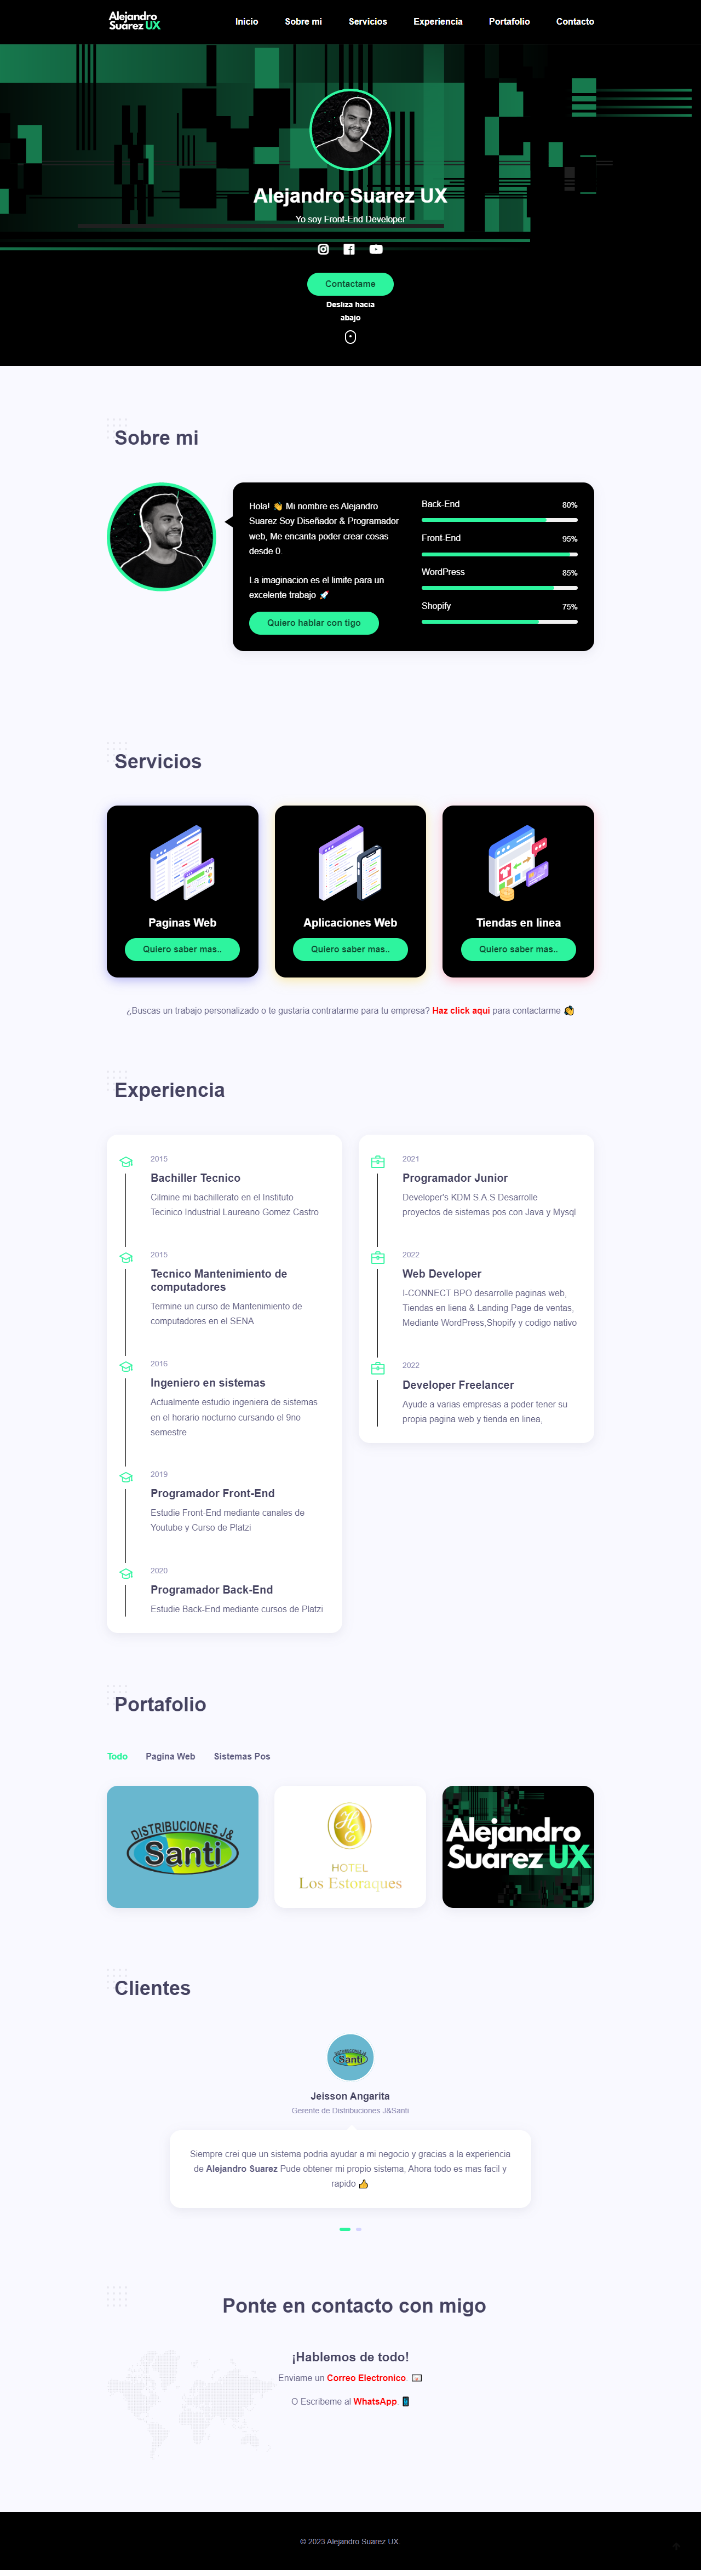 Alejandro
Suarez UX
Inicio
Sobre mi
Servicios
Experiencia
Portafolio
Contacto
Alejandro Suarez UX
Yo soy Front-End Developer
Contactame
Desliza hacia
abajo
Sobre mi
Hola! 👋 Mi nombre es Alejandro
Suarez Soy Diseñador & Programador
web, Me encanta poder crear cosas
desde 0.
La imaginacion es el limite para un
excelente trabajo 🚀
Quiero hablar con tigo
Back-End 80%
Front-End 95%
WordPress 85%
Shopify 75%
Servicios
Paginas Web
Quiero saber mas..
Aplicaciones Web
Quiero saber mas..
Tiendas en linea
Quiero saber mas..
¿Buscas un trabajo personalizado o te gustaria contratarme para tu empresa? Haz click aqui para contactarme 👋
Experiencia
2015
Bachiller Tecnico
Cilmine mi bachillerato en el Instituto
Tecinico Industrial Laureano Gomez Castro
2015
Tecnico Mantenimiento de
computadores
Termine un curso de Mantenimiento de
computadores en el SENA
2016
Ingeniero en sistemas
Actualmente estudio ingeniera de sistemas
en el horario nocturno cursando el 9no
semestre
2019
Programador Front-End
Estudie Front-End mediante canales de
Youtube y Curso de Platzi
2020
Programador Back-End
Estudie Back-End mediante cursos de Platzi
2021
Programador Junior
Developer's KDM S.A.S Desarrolle
proyectos de sistemas pos con Java y Mysql
2022
Web Developer
I-CONNECT BPO desarrolle paginas web,
Tiendas en liena & Landing Page de ventas,
Mediante WordPress,Shopify y codigo nativo
2022
Developer Freelancer
Ayude a varias empresas a poder tener su
propia pagina web y tienda en linea,
Portafolio
Todo
Pagina Web
Sistemas Pos
DISTRIBUCIONES J&
Santi
HE
HOTEL
Los Estoraques
Alejandro
Suarez UX
Clientes
DISTRIBUCIONES J&
Santi
Jeisson Angarita
Gerente de Distribuciones J&Santi
Siempre crei que un sistema podria ayudar a mi negocio y gracias a la experiencia
de Alejandro Suarez Pude obtener mi propio sistema, Ahora todo es mas facil y
rapido 👍
Ponte en contacto con migo
¡Hablemos de todo!
Enviame un Correo Electronico. 📧
O Escribeme al WhatsApp. 📱
© 2023 Alejandro Suarez UX.